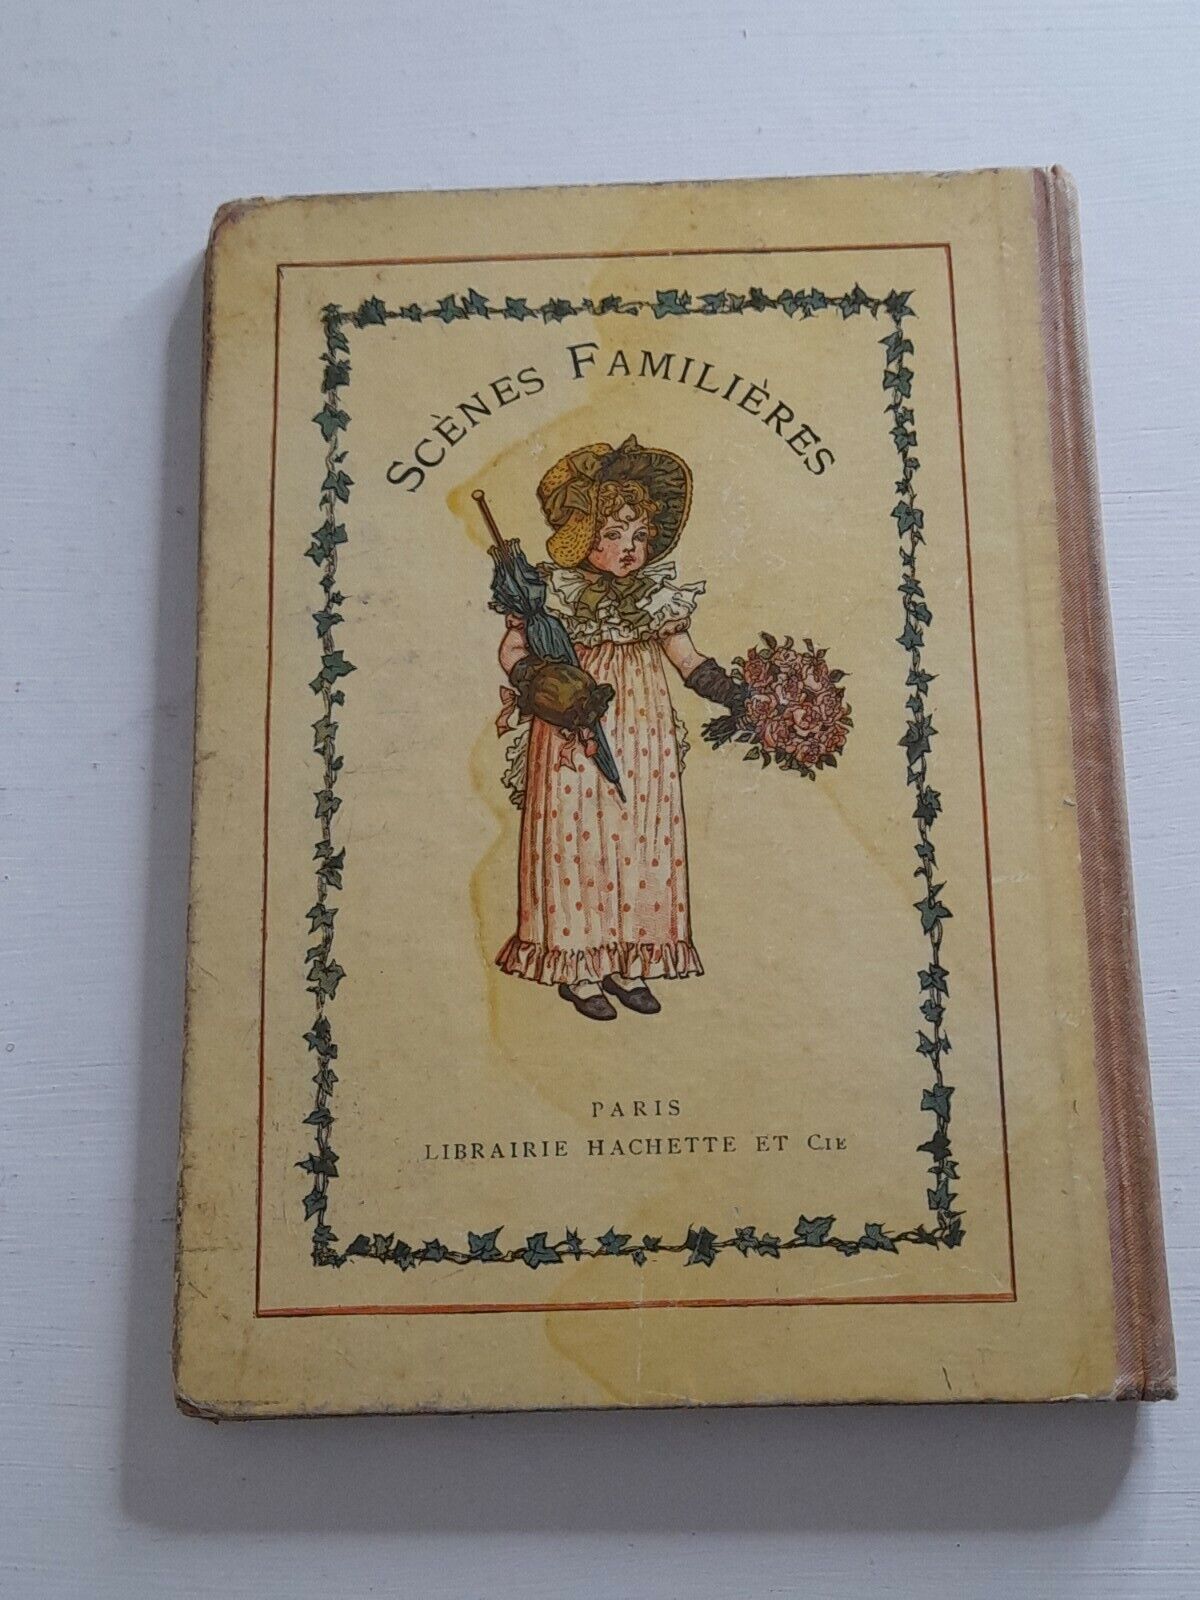 SCÈNES FAMILIÈRES
PARIS
LIBRAIRIE HACHETTE ET CIE